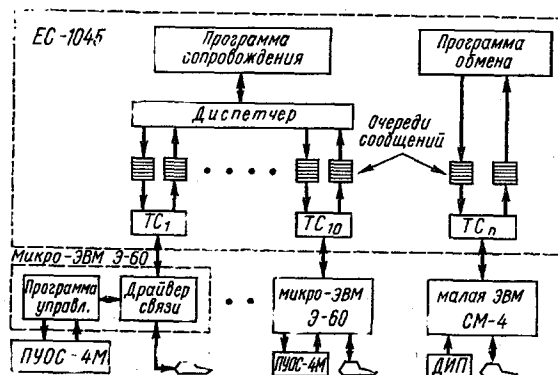 ЕС-1045
Программа
сопровождения
Программа
обмена
Диспетчер
Очереди
сообщений
ТС1
ТС10
ТСn
Микро-ЭВМ Э-60
Программа
управл.
Драйвер
связи
микро-ЭВМ
Э-60
малая ЭВМ
СМ-4
ПУОС-4М
ПУОС-4М
ДИП